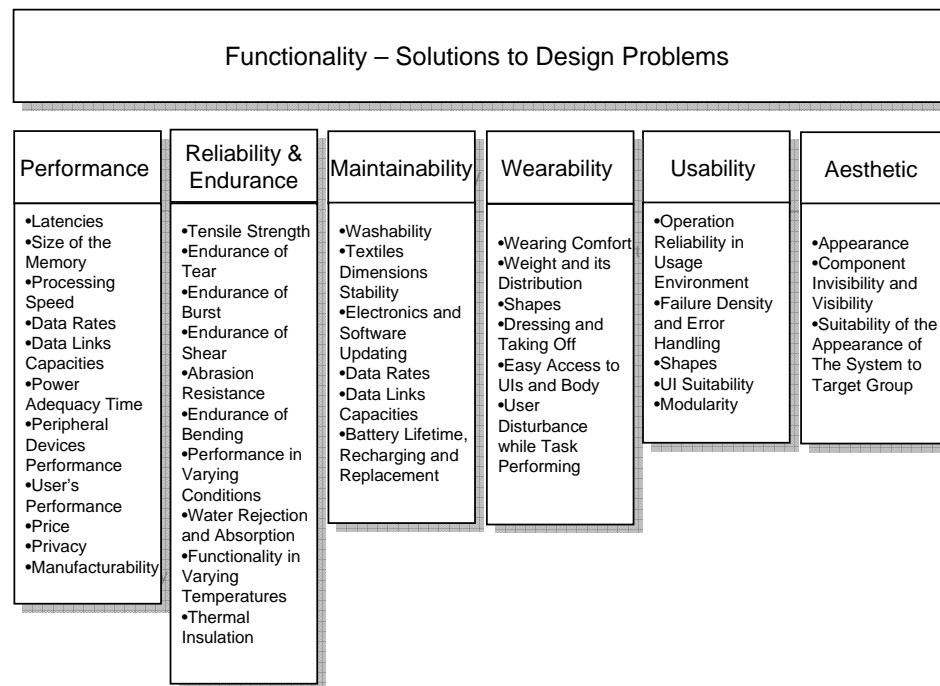 Functionality – Solutions to Design Problems
Performance
•Latencies
•Size of the
Memory
•Processing
Speed
•Data Rates
•Data Links
Capacities
•Power
Adequacy Time
•Peripheral
Devices
Performance
•User's
Performance
•Price
•Privacy
•Manufacturability
Reliability &
Endurance
•Tensile Strength
•Endurance of
Tear
•Endurance of
Burst
•Endurance of
Shear
•Abrasion
Resistance
•Endurance of
Bending
•Performance in
Varying
Conditions
•Water Rejection
and Absorption
•Functionality in
Varying
Temperatures
•Thermal
Insulation
Maintainability
•Washability
•Textiles
Dimensions
Stability
•Electronics and
Software
Updating
•Data Rates
•Data Links
Capacities
•Battery Lifetime,
Recharging and
Replacement
Wearability
•Wearing Comfort
•Weight and its
Distribution
•Shapes
•Dressing and
Taking Off
•Easy Access to
UIs and Body
•User
Disturbance
while Task
Performing
Usability
•Operation
Reliability in
Usage
Environment
•Failure Density
and Error
Handling
•Shapes
•UI Suitability
•Modularity
Aesthetic
•Appearance
•Component
Invisibility and
Visibility
•Suitability of the
Appearance of
The System to
Target Group